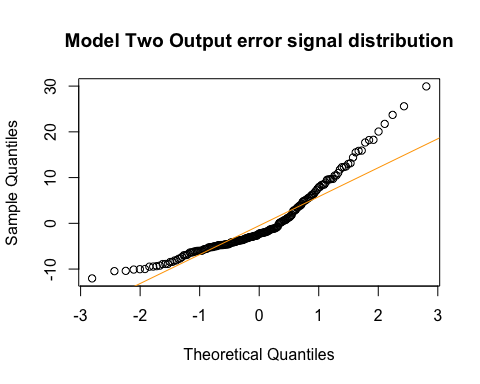 Model Two Output error signal distribution
Sample Quantiles
30
20
10
0
-10
-3 -2 -1 0 1 2 3
Theoretical Quantiles